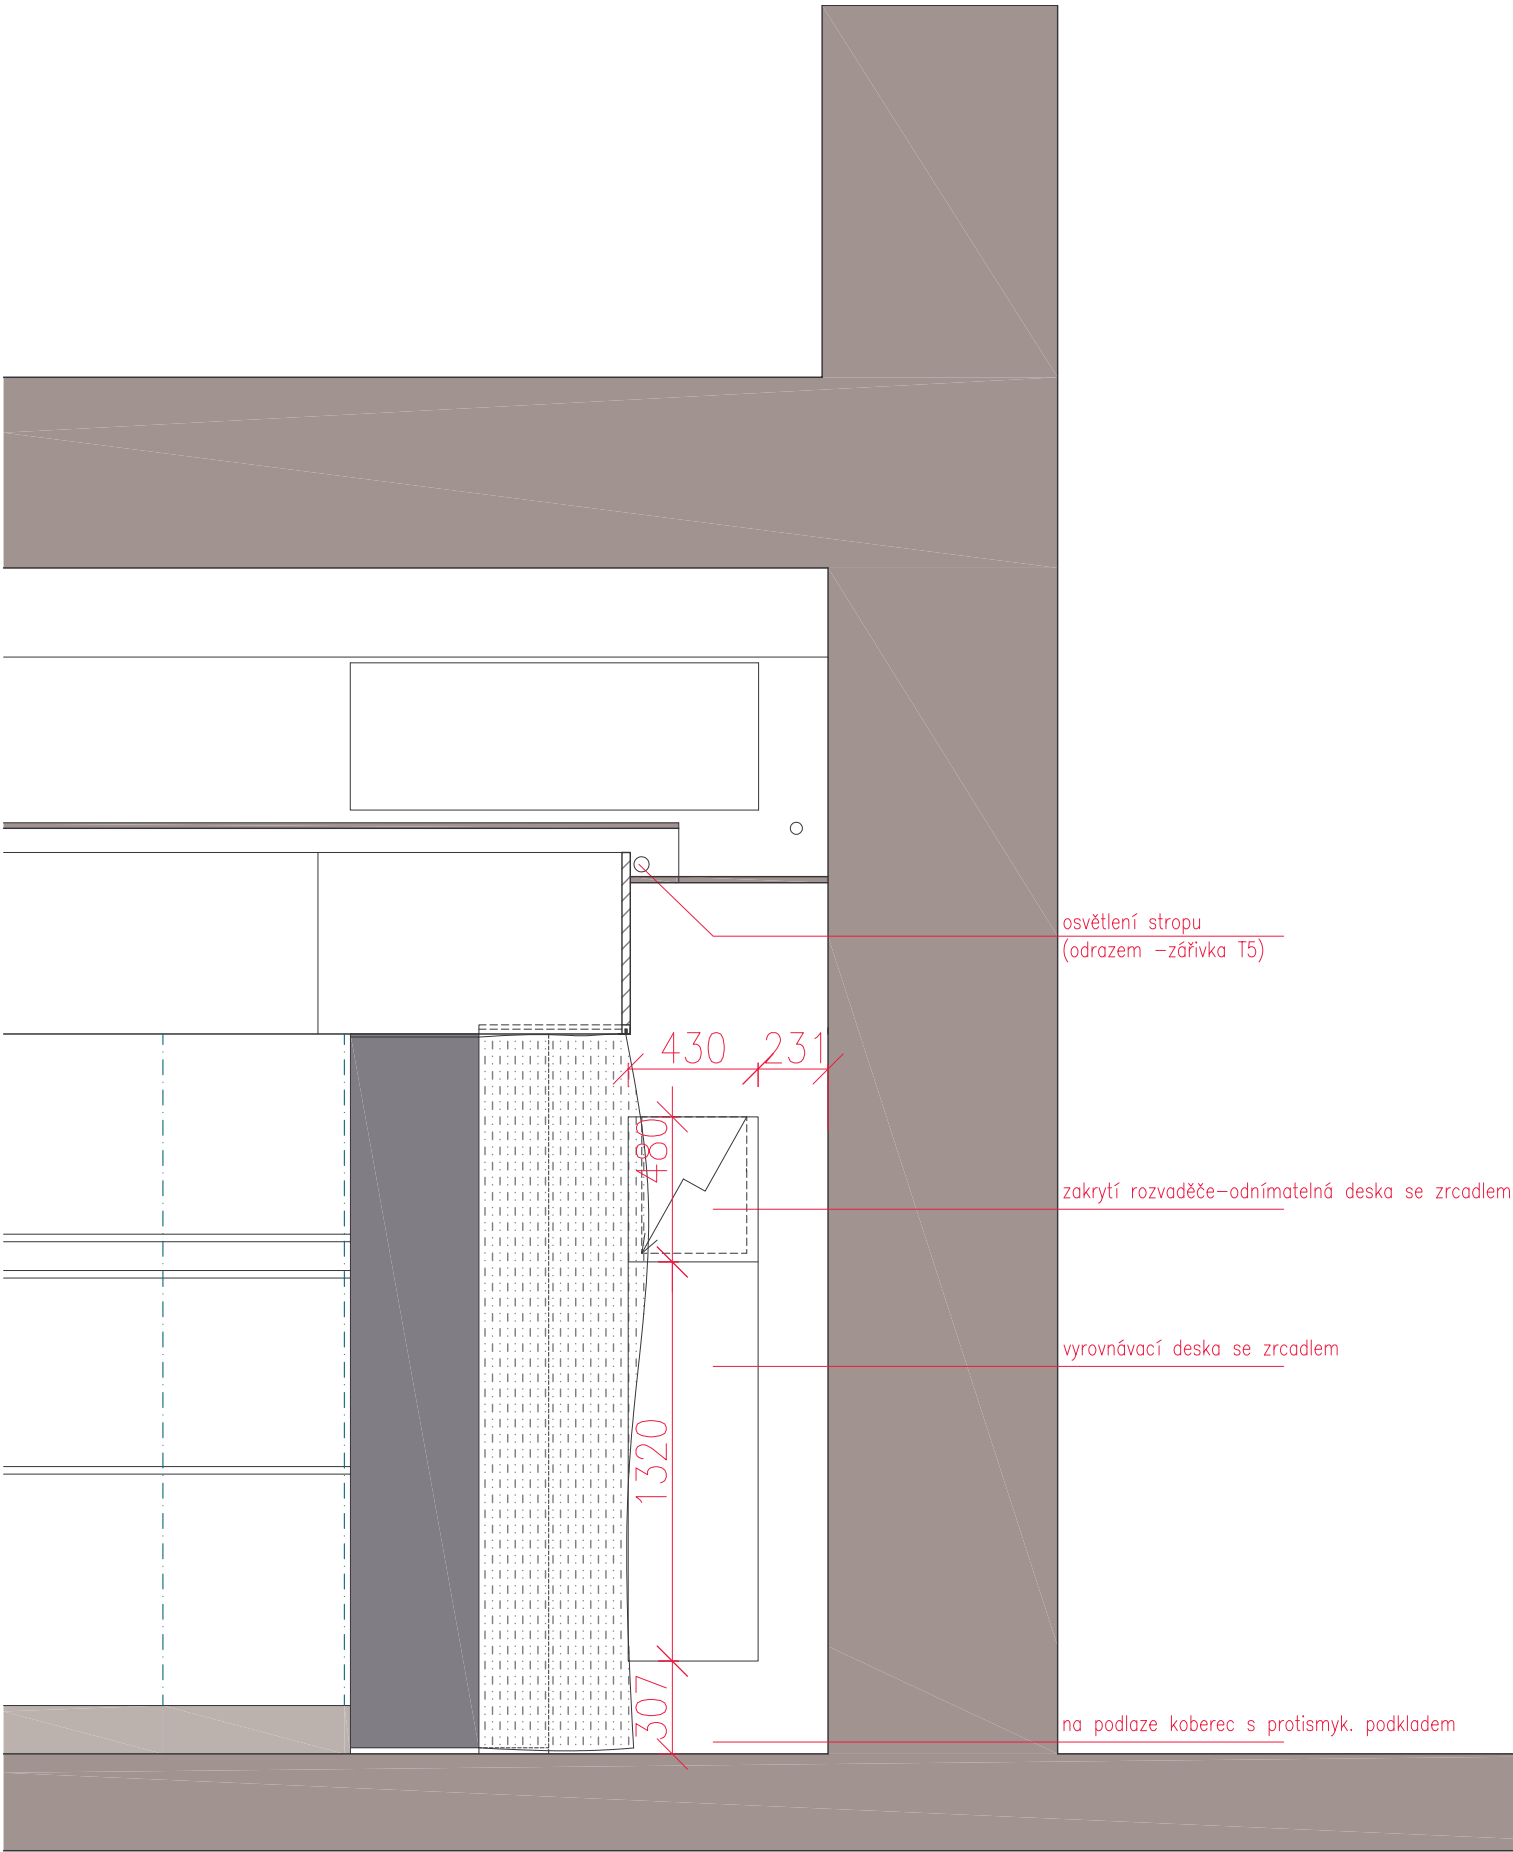 osvětlení stropu
(odrazem -zářivka T5)
430
231
480
zakrytí rozvaděče-odnímatelná deska se zrcadlem
vyrovnávací deska se zrcadlem
1320
307
na podlaze koberec s protismyk. podkladem